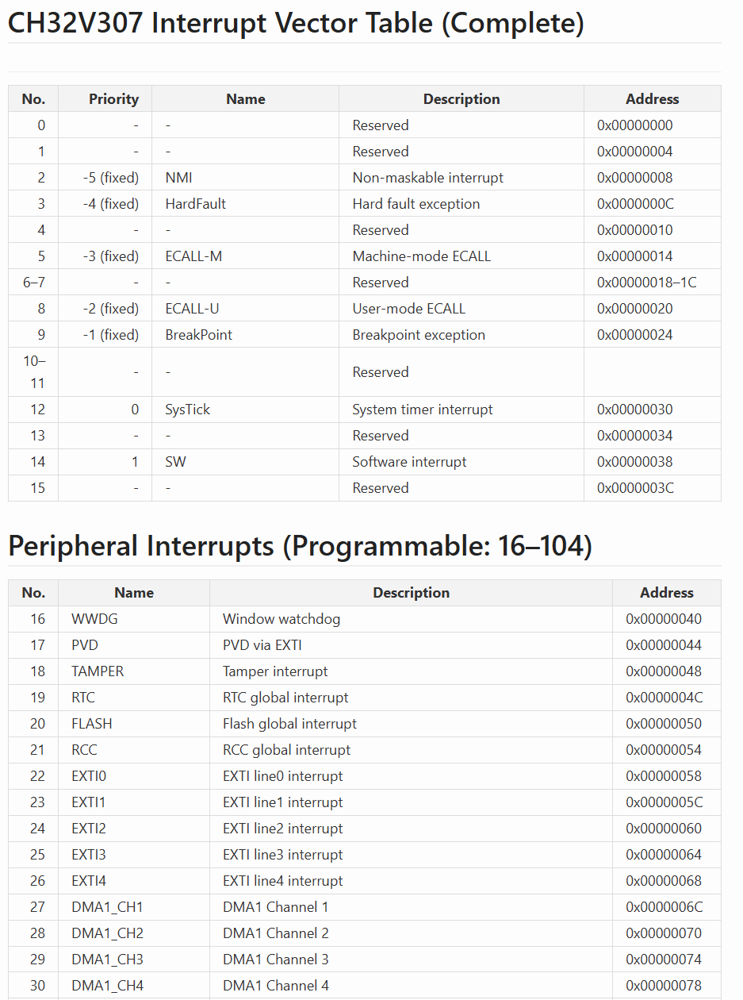 CH32V307 Interrupt Vector Table (Complete)
No. Priority Name Description Address
0 - - Reserved 0x00000000
1 - - Reserved 0x00000004
2 -5 (fixed) NMI Non-maskable interrupt 0x00000008
3 -4 (fixed) HardFault Hard fault exception 0x0000000C
4 - - Reserved 0x00000010
5 -3 (fixed) ECALL-M Machine-mode ECALL 0x00000014
6–7 - - Reserved 0x00000018–1C
8 -2 (fixed) ECALL-U User-mode ECALL 0x00000020
9 -1 (fixed) BreakPoint Breakpoint exception 0x00000024
10–
11 - - Reserved
12 0 SysTick System timer interrupt 0x00000030
13 - - Reserved 0x00000034
14 1 SW Software interrupt 0x00000038
15 - - Reserved 0x0000003C
Peripheral Interrupts (Programmable: 16–104)
No. Name Description Address
16 WWDG Window watchdog 0x00000040
17 PVD PVD via EXTI 0x00000044
18 TAMPER Tamper interrupt 0x00000048
19 RTC RTC global interrupt 0x0000004C
20 FLASH Flash global interrupt 0x00000050
21 RCC RCC global interrupt 0x00000054
22 EXTI0 EXTI line0 interrupt 0x00000058
23 EXTI1 EXTI line1 interrupt 0x0000005C
24 EXTI2 EXTI line2 interrupt 0x00000060
25 EXTI3 EXTI line3 interrupt 0x00000064
26 EXTI4 EXTI line4 interrupt 0x00000068
27 DMA1_CH1 DMA1 Channel 1 0x0000006C
28 DMA1_CH2 DMA1 Channel 2 0x00000070
29 DMA1_CH3 DMA1 Channel 3 0x00000074
30 DMA1_CH4 DMA1 Channel 4 0x00000078